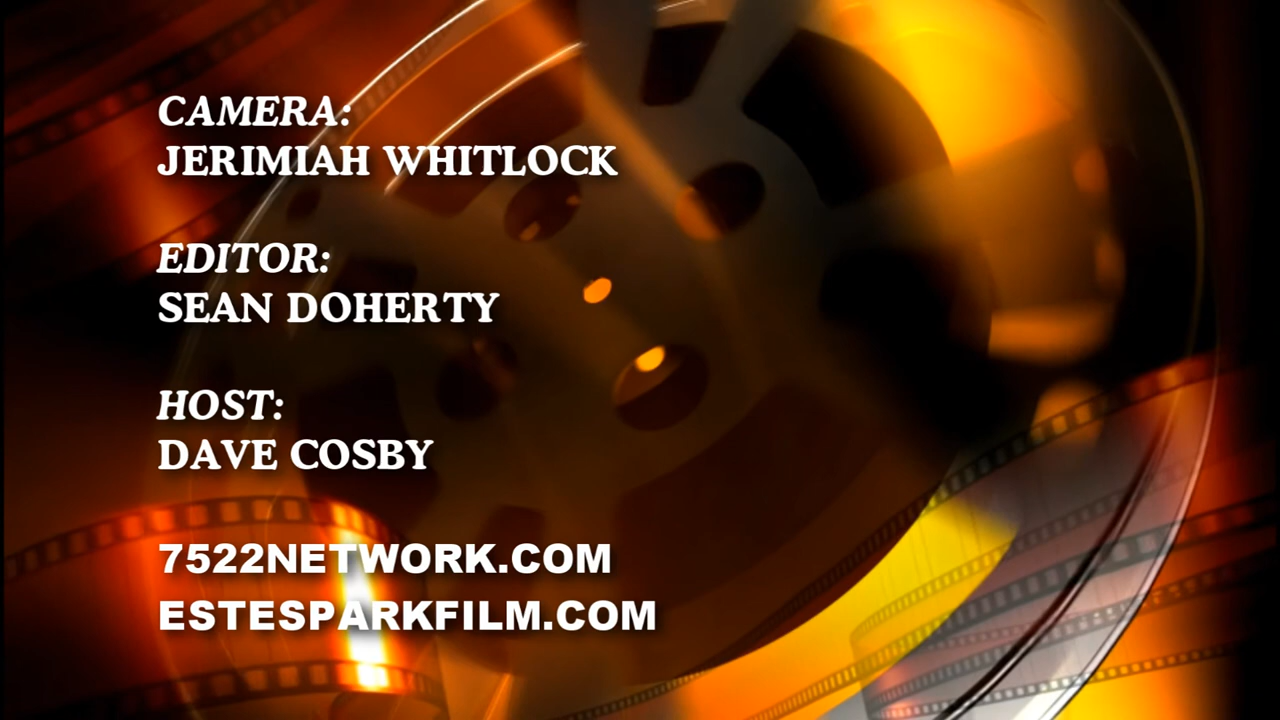 CAMERA:
JERIMIAH WHITLOCK
EDITOR:
SEAN DOHERTY
HOST:
DAVE COSBY
7522NETWORK.COM
ESTESPARKFILM.COM